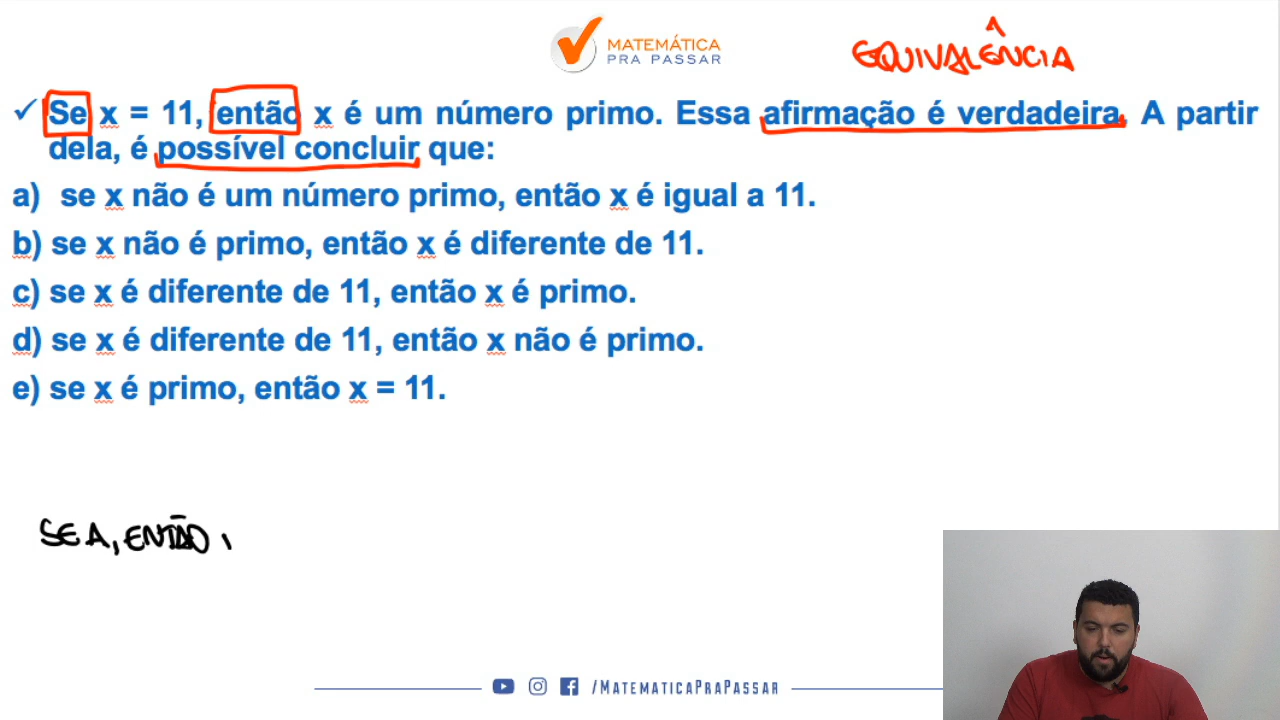 MATEMÁTICA
PRA PASSAR
EQUIVALÊNCIA
✓ Se x = 11, então x é um número primo. Essa afirmação é verdadeira. A partir
dela, é possível concluir que:
a) se x não é um número primo, então x é igual a 11.
b) se x não é primo, então x é diferente de 11.
c) se x é diferente de 11, então x é primo.
d) se x é diferente de 11, então x não é primo.
e) se x é primo, então x = 11.
SE A, ENTÃO
/MATEMATICAPRAPASSAR